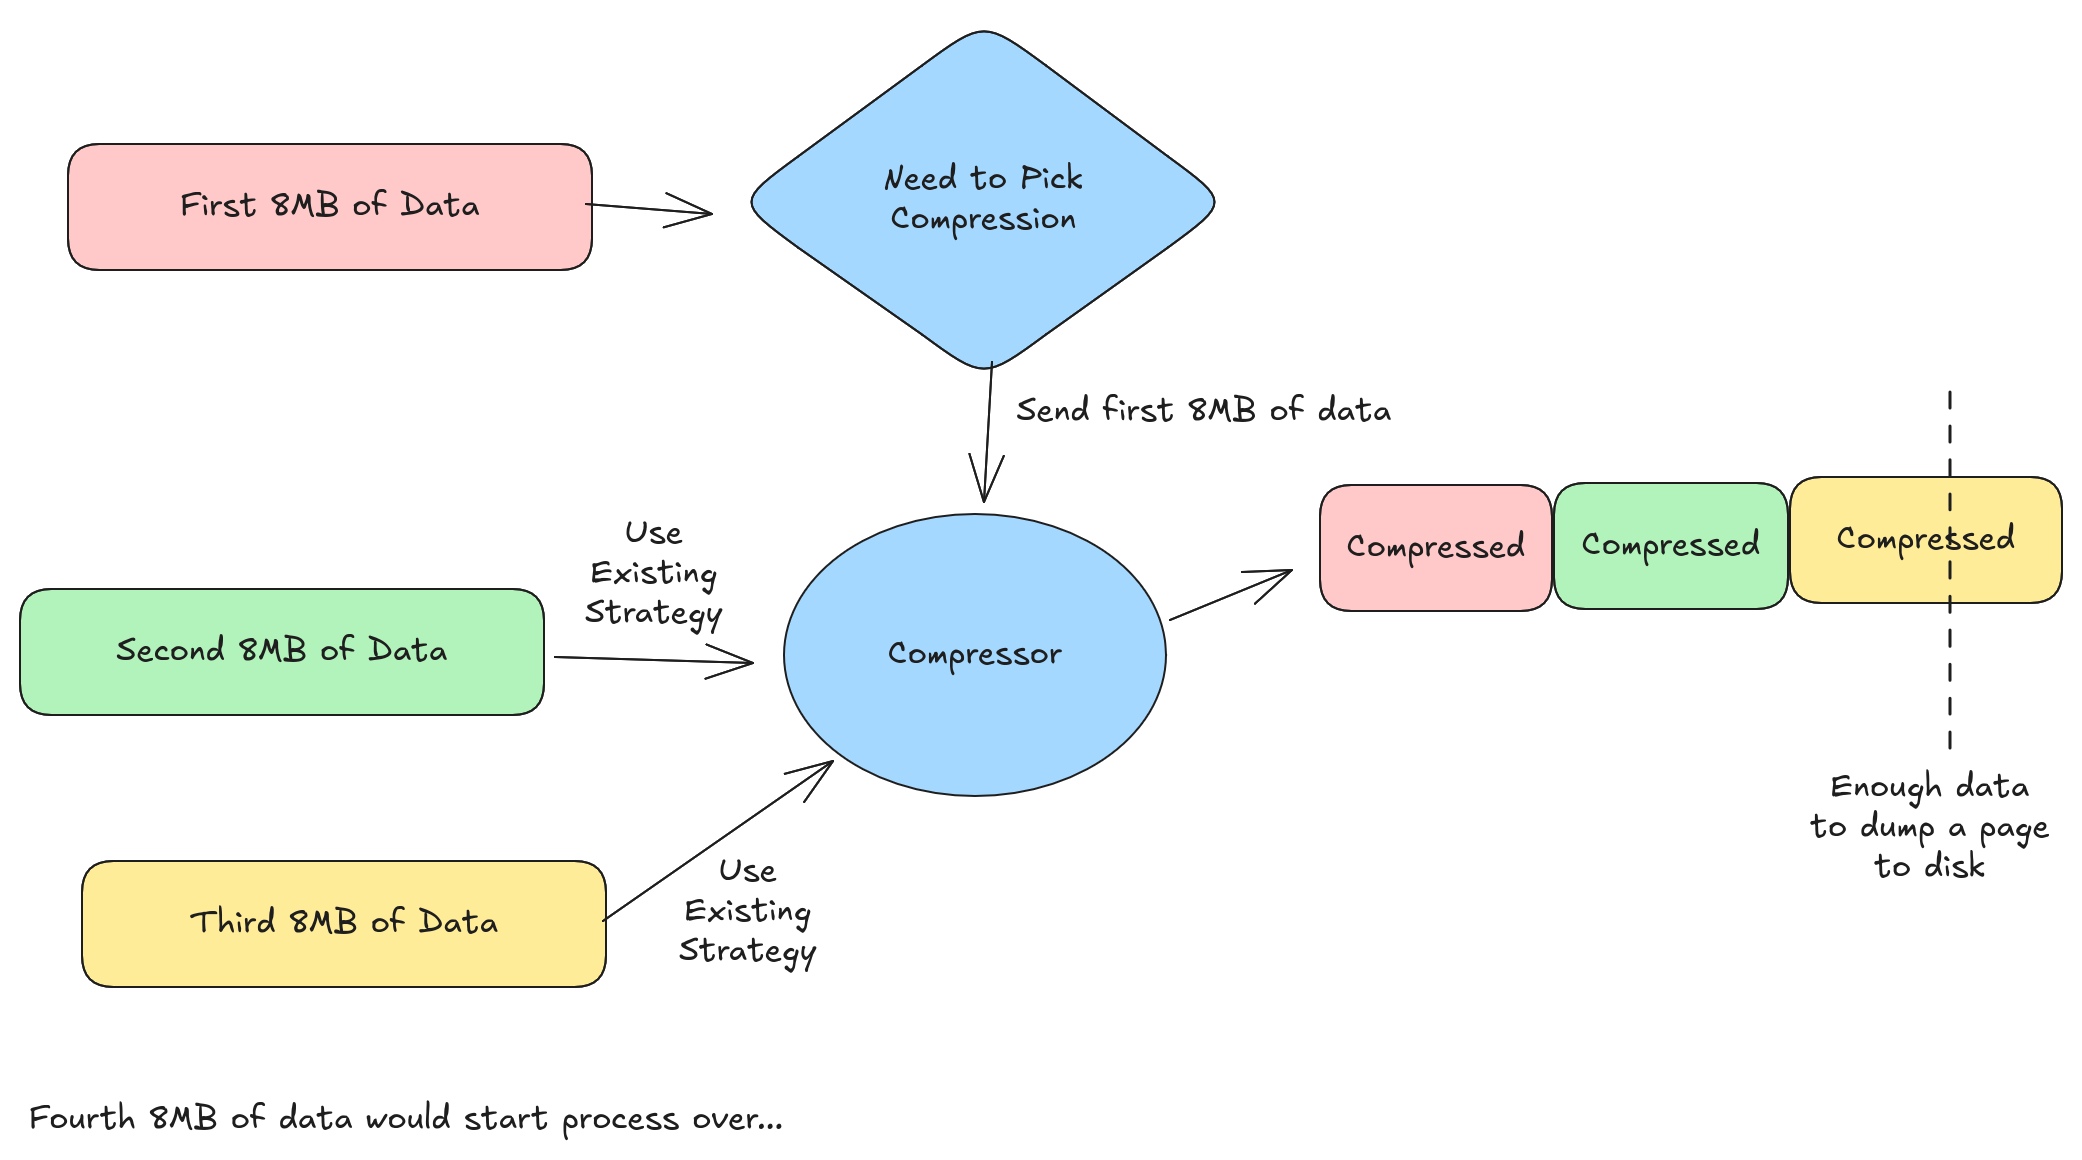 First 8MB of Data
Need to Pick
Compression
Send first 8MB of data
Use
Existing
Strategy
Second 8MB of Data
Compressor
Compressed
Compressed
Compressed
Enough data
to dump a page
to disk
Third 8MB of Data
Use
Existing
Strategy
Fourth 8MB of data would start process over...